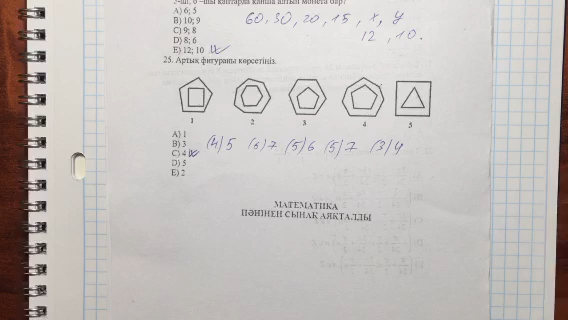 5-ші, 6 –шы қаптарда қанша алтын монета бар?
A) 6; 5
B) 10; 9
C) 9; 8
D) 8; 6
E) 12; 10
60, 30, 20, 15, x, y
12, 10.
25. Артық фигураны көрсетіңіз.
1 2 3 4 5
A) 1
B) 3
C) 4
D) 5
E) 2
(4)5 (6)7 (5)6 (5)7 (3)4
МАТЕМАТИКА
ПӘНІНЕН СЫНАҚ АЯҚТАЛДЫ